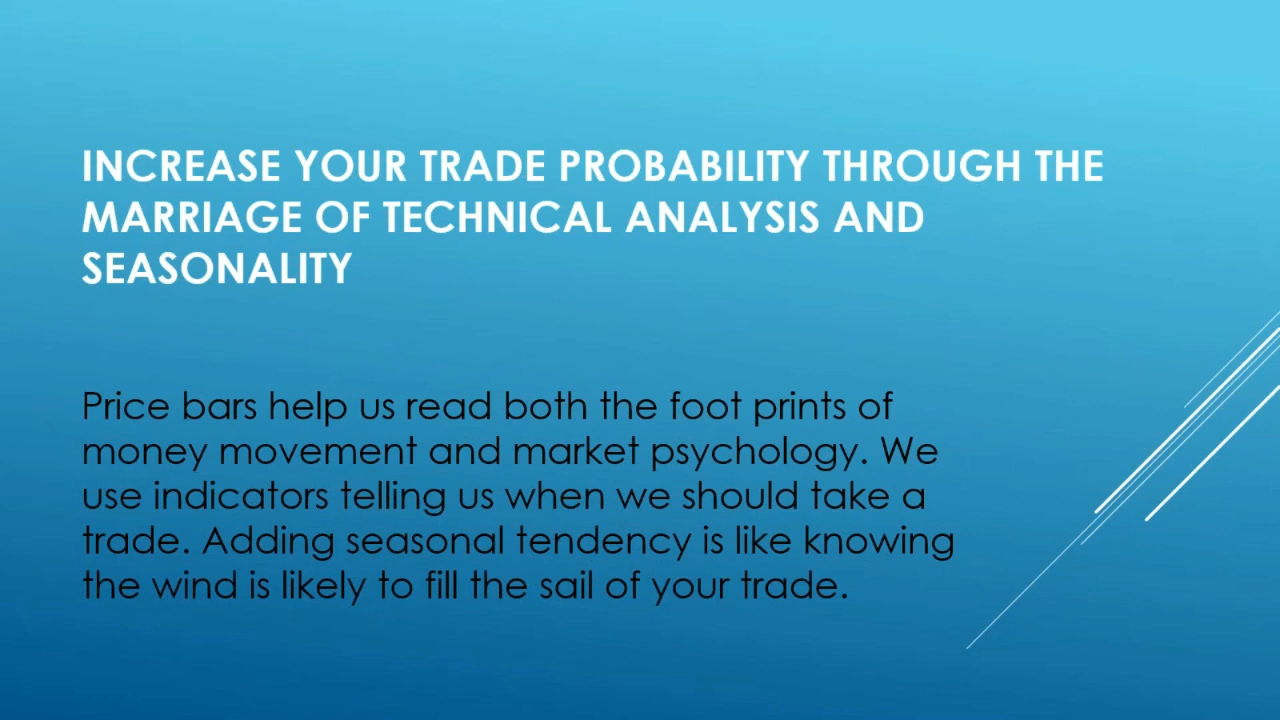 INCREASE YOUR TRADE PROBABILITY THROUGH THE
MARRIAGE OF TECHNICAL ANALYSIS AND
SEASONALITY
Price bars help us read both the foot prints of
money movement and market psychology. We
use indicators telling us when we should take a
trade. Adding seasonal tendency is like knowing
the wind is likely to fill the sail of your trade.